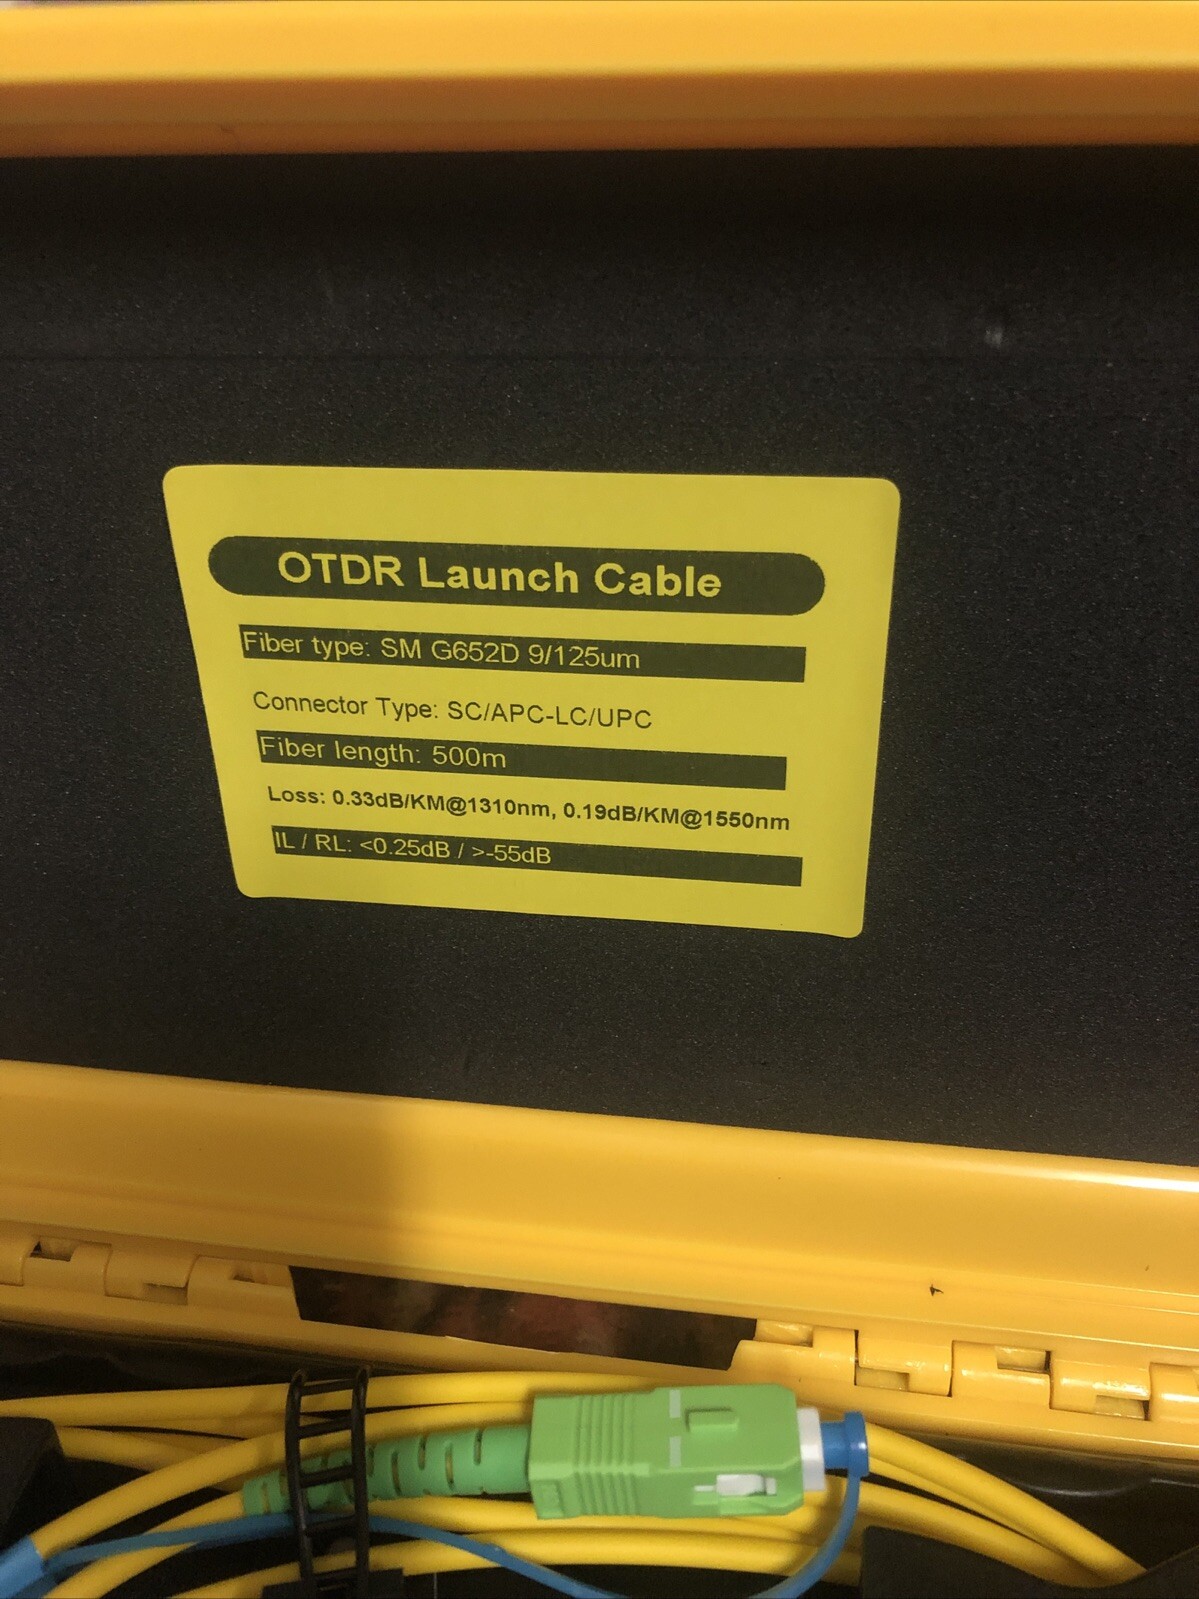 OTDR Launch Cable
Fiber type: SM G652D 9/125um
Connector Type: SC/APC-LC/UPC
Fiber length: 500m
Loss: 0.33dB/KM@1310nm, 0.19dB/KM@1550nm
IL / RL: <0.25dB / >-55dB